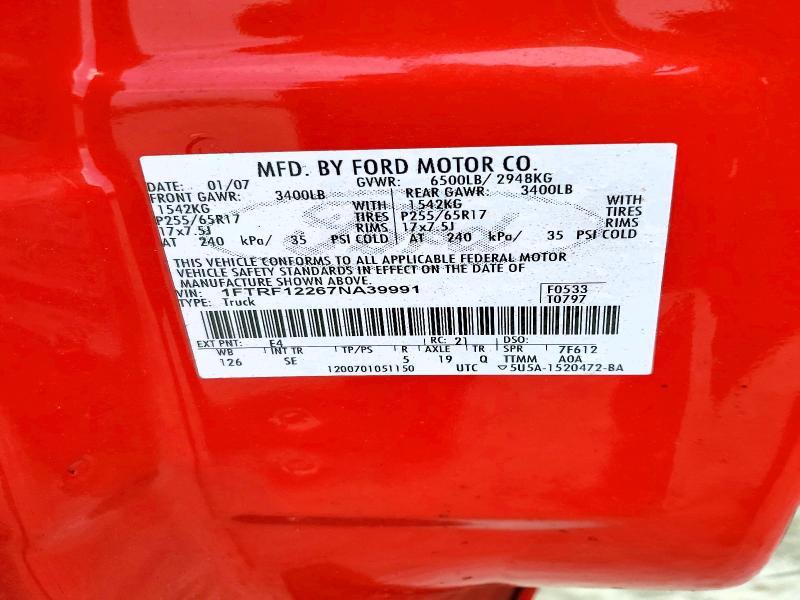 MFD. BY FORD MOTOR CO.
DATE: 01/07 GVWR: 6500LB/ 2948KG
FRONT GAWR: 3400LB REAR GAWR: 3400LB
1542KG WITH 1542KG WITH
P255/65R17 TIRES P255/65R17 TIRES
17x7.5J RIMS 17x7.5J RIMS
AT 240 kPa/ 35 PSI COLD AT 240 kPa/ 35 PSI COLD
THIS VEHICLE CONFORMS TO ALL APPLICABLE FEDERAL MOTOR
VEHICLE SAFETY STANDARDS IN EFFECT ON THE DATE OF
MANUFACTURE SHOWN ABOVE.
VIN: 1FTRF12267NA39991 F0533
TYPE: Truck T0797
EXT PNT: E4 RC: 21 DSO:
WB INT TR TP/PS R AXLE TR SPR 7F612
126 SE 5 19 Q TTMM A0A
1200701051150 UTC 5U5A-1520472-BA